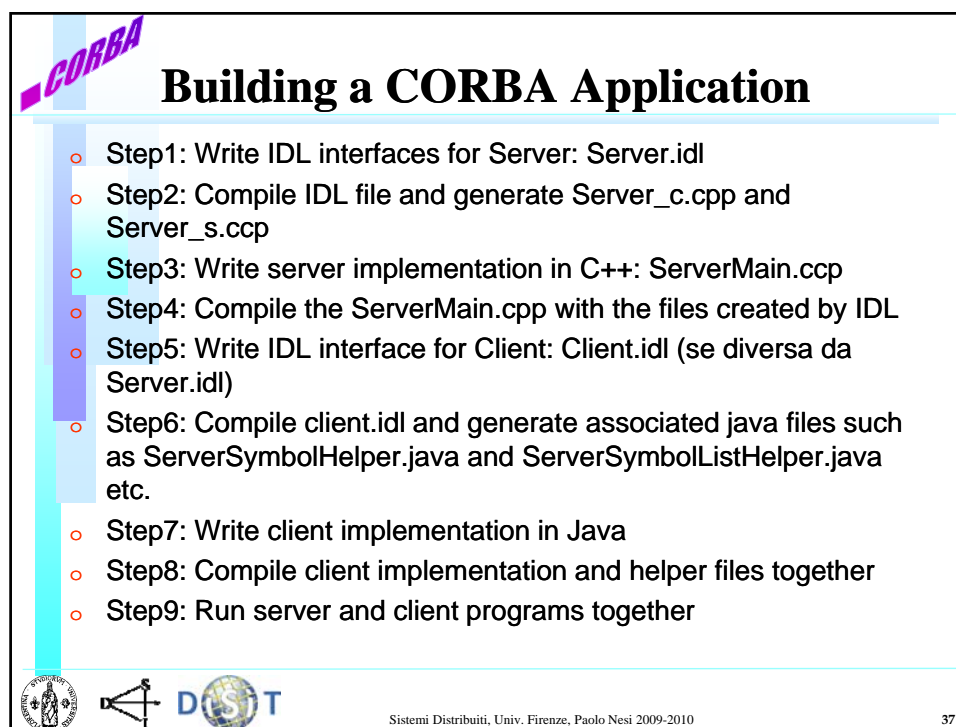 CORBA
Building a CORBA Application
o Step1: Write IDL interfaces for Server: Server.idl
o Step2: Compile IDL file and generate Server_c.cpp and
Server_s.ccp
o Step3: Write server implementation in C++: ServerMain.ccp
o Step4: Compile the ServerMain.cpp with the files created by IDL
o Step5: Write IDL interface for Client: Client.idl (se diversa da
Server.idl)
o Step6: Compile client.idl and generate associated java files such
as ServerSymbolHelper.java and ServerSymbolListHelper.java
etc.
o Step7: Write client implementation in Java
o Step8: Compile client implementation and helper files together
o Step9: Run server and client programs together
DISIT
Sistemi Distribuiti, Univ. Firenze, Paolo Nesi 2009-2010
37